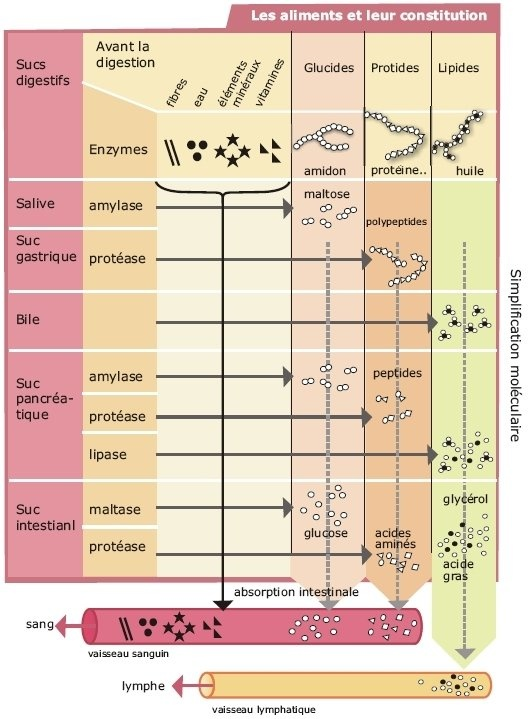 Les aliments et leur constitution
Sucs
digestifs
Avant la
digestion
fibres
eau
éléments
minéraux
vitamines
Glucides
Protides
Lipides
Enzymes
amidon
protéine..
huile
Salive
amylase
maltose
polypeptides
Suc
gastrique
protéase
Bile
Simplification moléculaire
Suc
pancréa-
tique
amylase
peptides
protéase
lipase
Suc
intestianl
maltase
glucose
glycérol
protéase
acides
aminés
acide
gras
absorption intestinale
sang
vaisseau sanguin
lymphe
vaisseau lymphatique